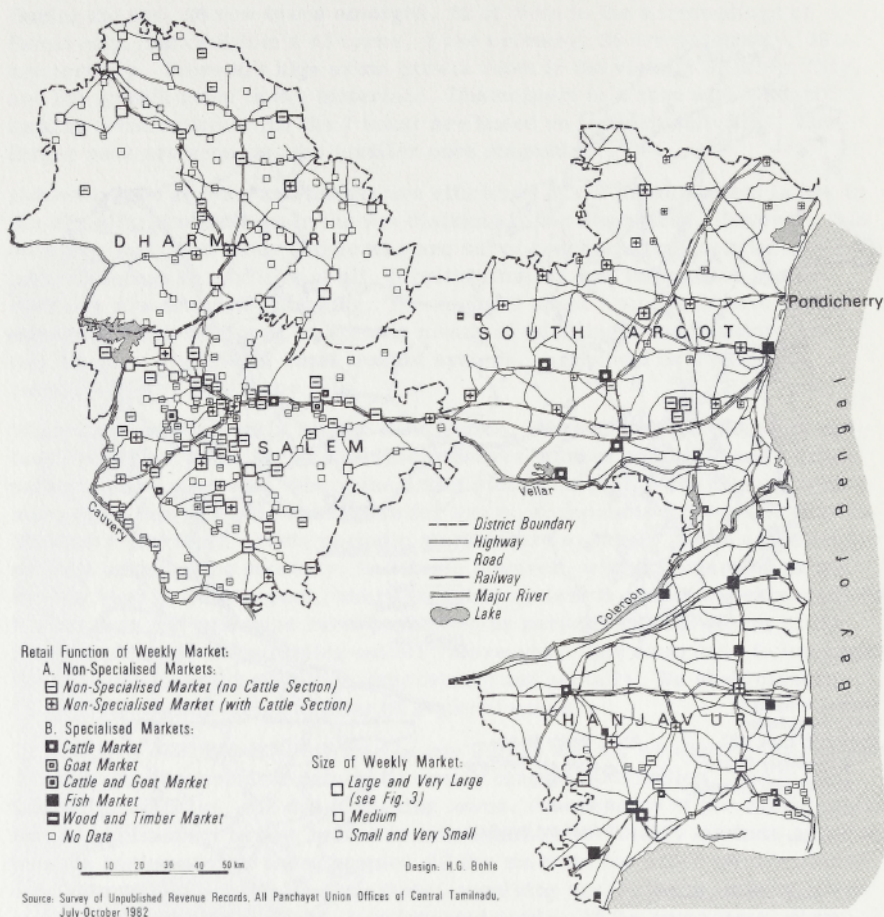 DHARMAPURI
Pondicherry
SOUTH ARCOT
SALEM
Vellar
Cauvery
Bay of Bengal
Coleroon
THANJAVUR
District Boundary
Highway
Road
Railway
Major River
Lake
Retail Function of Weekly Market:
A. Non-Specialised Markets:
Non-Specialised Market (no Cattle Section)
Non-Specialised Market (with Cattle Section)
B. Specialised Markets:
Cattle Market
Goat Market
Cattle and Goat Market
Fish Market
Wood and Timber Market
No Data
Size of Weekly Market:
Large and Very Large
(see Fig. 3)
Medium
Small and Very Small
0 10 20 30 40 50 km
Design: H.G. Bohle
Source: Survey of Unpublished Revenue Records, All Panchayat Union Offices of Central Tamilnadu,
July-October 1982